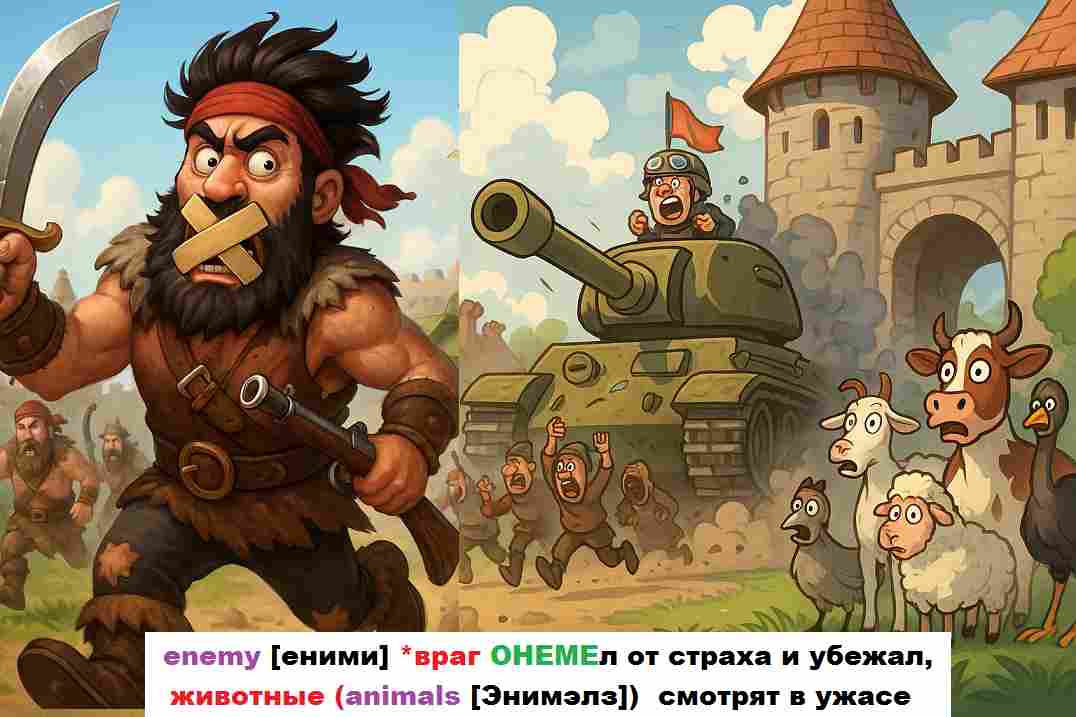 enemy [еними] *враг ОНЕМЕл от страха и убежал,
животные (animals [Энимэлз]) смотрят в ужасе